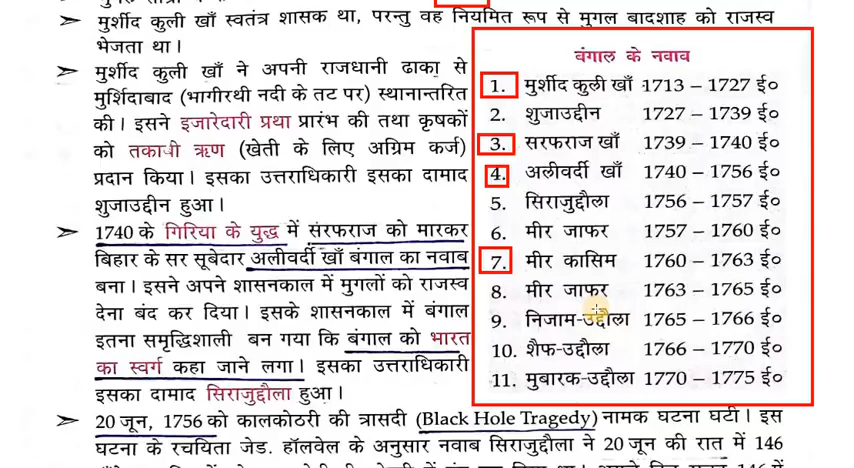 मुर्शीद कुली खाँ स्वतंत्र शासक था, परन्तु वह नियमित रूप से मुगल बादशाह को राजस्व
भेजता था।
मुर्शीद कुली खाँ ने अपनी राजधानी ढाका से
मुर्शिदाबाद (भागीरथी नदी के तट पर) स्थानान्तरित
की। इसने इजारेदारी प्रथा प्रारंभ की तथा कृषकों
को तकावी ऋण (खेती के लिए अग्रिम कर्ज)
प्रदान किया। इसका उत्तराधिकारी इसका दामाद
शुजाउद्दीन हुआ।
1740 के गिरिया के युद्ध में सरफराज को मारकर
बिहार के सर सूबेदार अलीवर्दी खाँ बंगाल का नवाब
बना। इसने अपने शासनकाल में मुगलों को राजस्व
देना बंद कर दिया। इसके शासनकाल में बंगाल
इतना समृद्धिशाली बन गया कि बंगाल को भारत
का स्वर्ग कहा जाने लगा। इसका उत्तराधिकारी
इसका दामाद सिराजुद्दौला हुआ।
बंगाल के नवाब
1. मुर्शीद कुली खाँ 1713 – 1727 ई०
2. शुजाउद्दीन 1727 – 1739 ई०
3. सरफराज खाँ 1739 – 1740 ई०
4. अलीवर्दी खाँ 1740 – 1756 ई०
5. सिराजुद्दौला 1756 – 1757 ई०
6. मीर जाफर 1757 – 1760 ई०
7. मीर कासिम 1760 – 1763 ई०
8. मीर जाफर 1763 – 1765 ई०
9. निजाम-उद्दौला 1765 – 1766 ई०
10. शैफ-उद्दौला 1766 – 1770 ई०
11. मुबारक-उद्दौला 1770 – 1775 ई०
20 जून, 1756 को कालकोठरी की त्रासदी (Black Hole Tragedy) नामक घटना घटी। इस
घटना के रचयिता जेड. हॉलवेल के अनुसार नवाब सिराजुद्दौला ने 20 जून की रात में 146